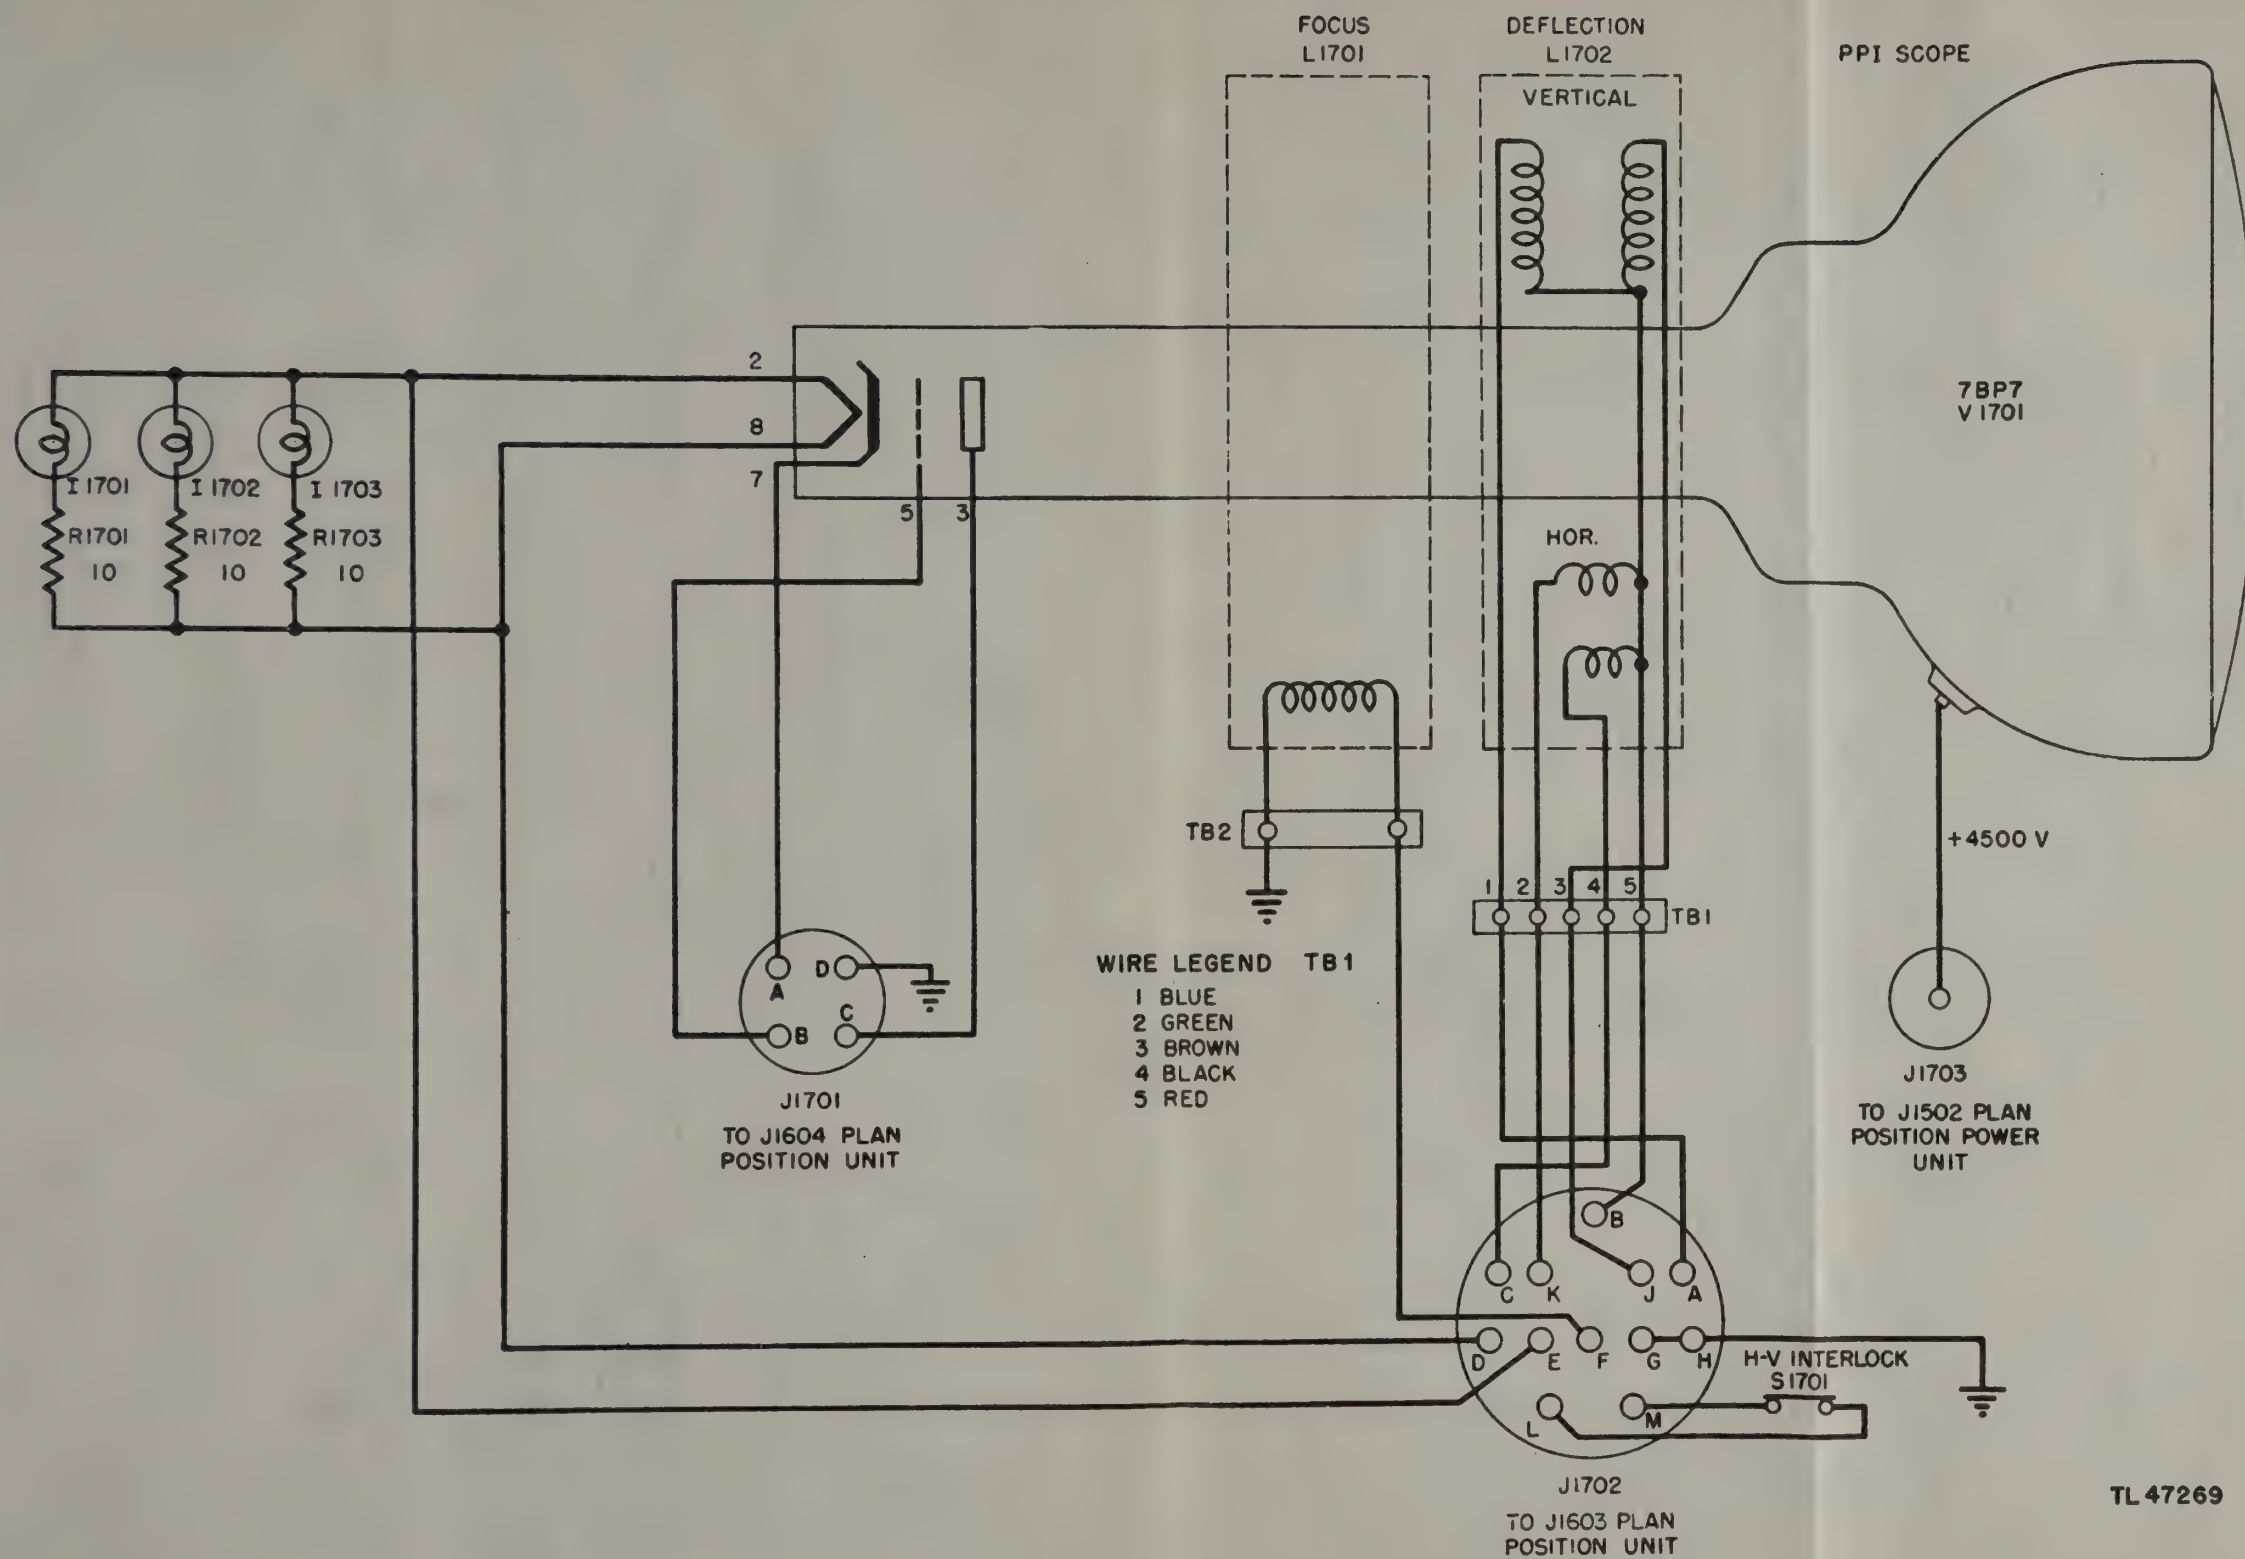 FOCUS
L1701
DEFLECTION
L1702
VERTICAL
PPI SCOPE
7BP7
V1701
2
8
7
5
3
I1701
I1702
I1703
R1701
10
R1702
10
R1703
10
HOR.
TB2
1 2 3 4 5
TB1
+4500 V
WIRE LEGEND TB1
1 BLUE
2 GREEN
3 BROWN
4 BLACK
5 RED
A
D
B
C
J1701
TO J1604 PLAN
POSITION UNIT
J1703
TO J1502 PLAN
POSITION POWER
UNIT
B
C
K
J
A
D
E
F
G
H
L
M
H-V INTERLOCK
S1701
J1702
TO J1603 PLAN
POSITION UNIT
TL 47269